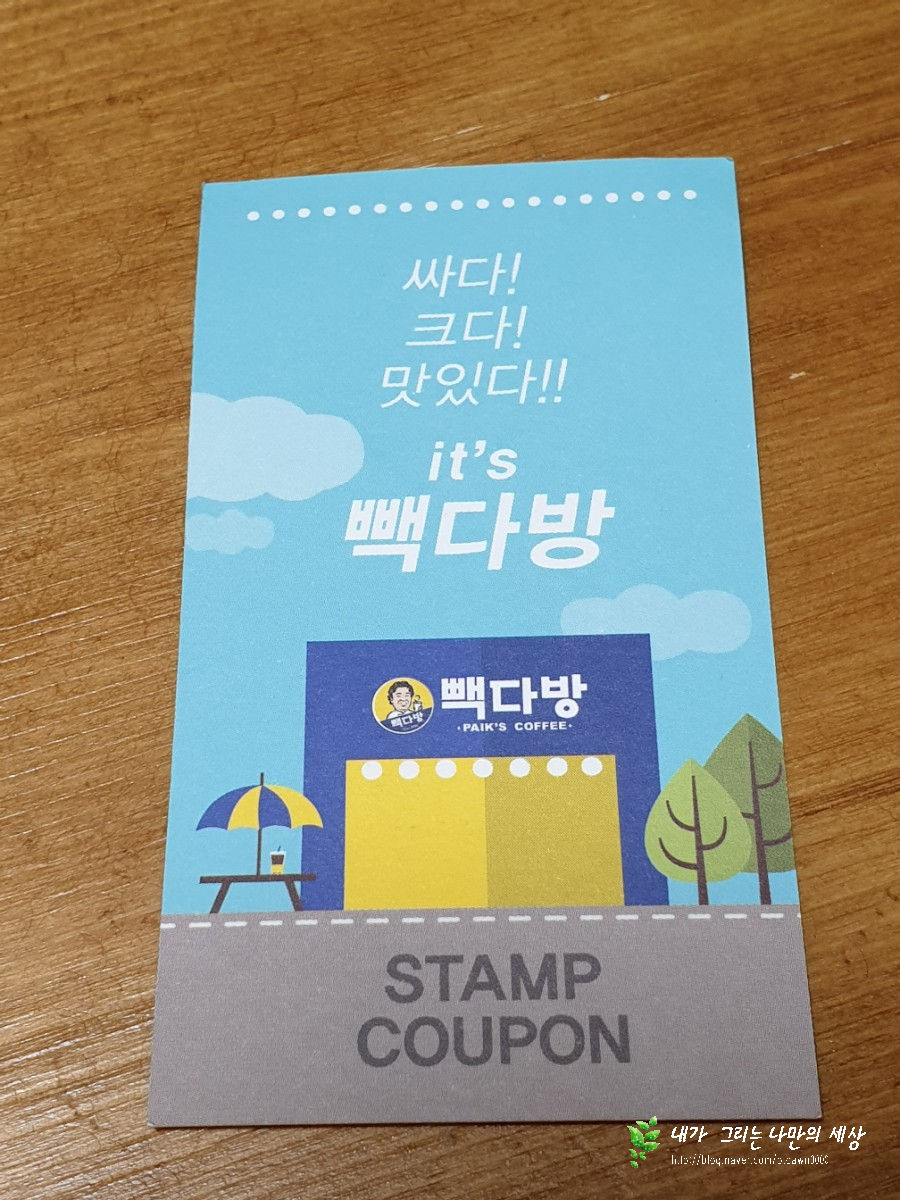 싸다!
크다!
맛있다!!
it's
빽다방
빽다방
빽다방
·PAIK'S COFFEE·
STAMP
COUPON
내가 그리는 나만의 세상